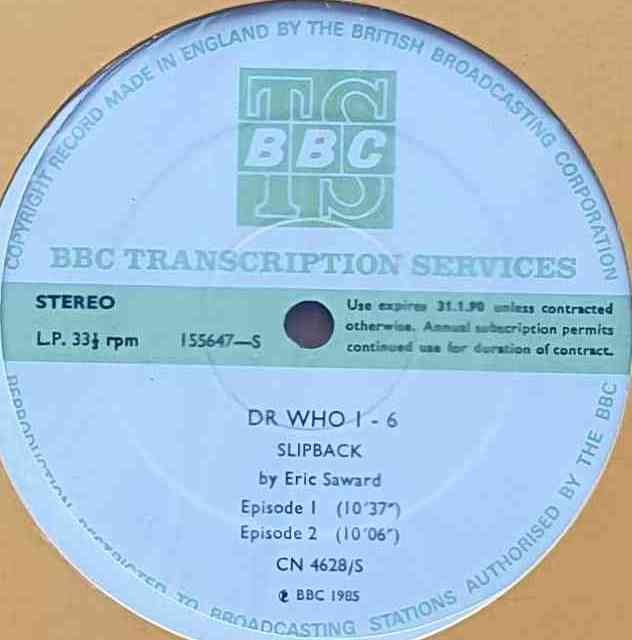 COPYRIGHT RECORD MADE IN ENGLAND BY THE BRITISH BROADCASTING CORPORATION
TS
BBC
TS
BBC TRANSCRIPTION SERVICES
STEREO
L.P. 33⅓ rpm
155647—S
Use expires 31.1.90 unless contracted
otherwise. Annual subscription permits
continued use for duration of contract.
DR WHO 1 - 6
SLIPBACK
by Eric Saward
Episode 1 (10'37")
Episode 2 (10'06")
CN 4628/S
℗ BBC 1985
REPRODUCTION RESTRICTED TO BROADCASTING STATIONS AUTHORISED BY THE BBC